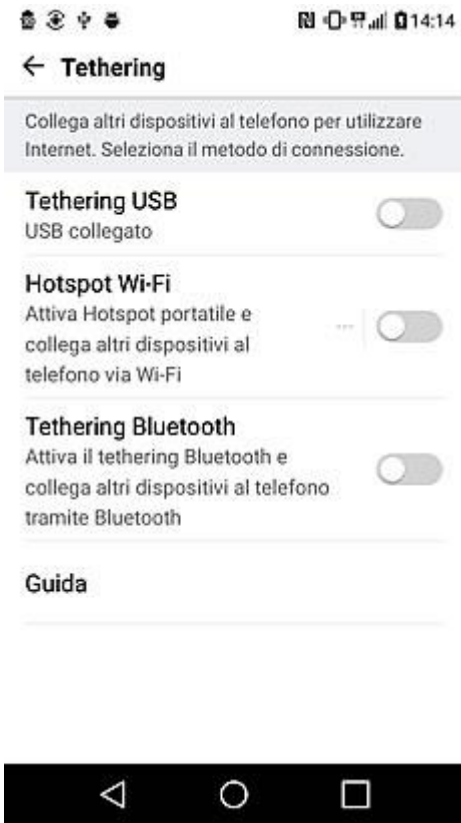 14:14
Tethering
Collega altri dispositivi al telefono per utilizzare
Internet. Seleziona il metodo di connessione.
Tethering USB
USB collegato
Hotspot Wi-Fi
Attiva Hotspot portatile e
collega altri dispositivi al
telefono via Wi-Fi
Tethering Bluetooth
Attiva il tethering Bluetooth e
collega altri dispositivi al telefono
tramite Bluetooth
Guida